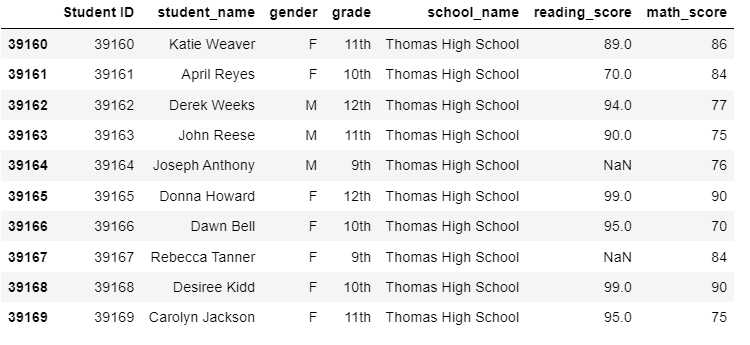 Student ID student_name gender grade school_name reading_score math_score
39160 39160 Katie Weaver F 11th Thomas High School 89.0 86
39161 39161 April Reyes F 10th Thomas High School 70.0 84
39162 39162 Derek Weeks M 12th Thomas High School 94.0 77
39163 39163 John Reese M 11th Thomas High School 90.0 75
39164 39164 Joseph Anthony M 9th Thomas High School NaN 76
39165 39165 Donna Howard F 12th Thomas High School 99.0 90
39166 39166 Dawn Bell F 10th Thomas High School 95.0 70
39167 39167 Rebecca Tanner F 9th Thomas High School NaN 84
39168 39168 Desiree Kidd F 10th Thomas High School 99.0 90
39169 39169 Carolyn Jackson F 11th Thomas High School 95.0 75